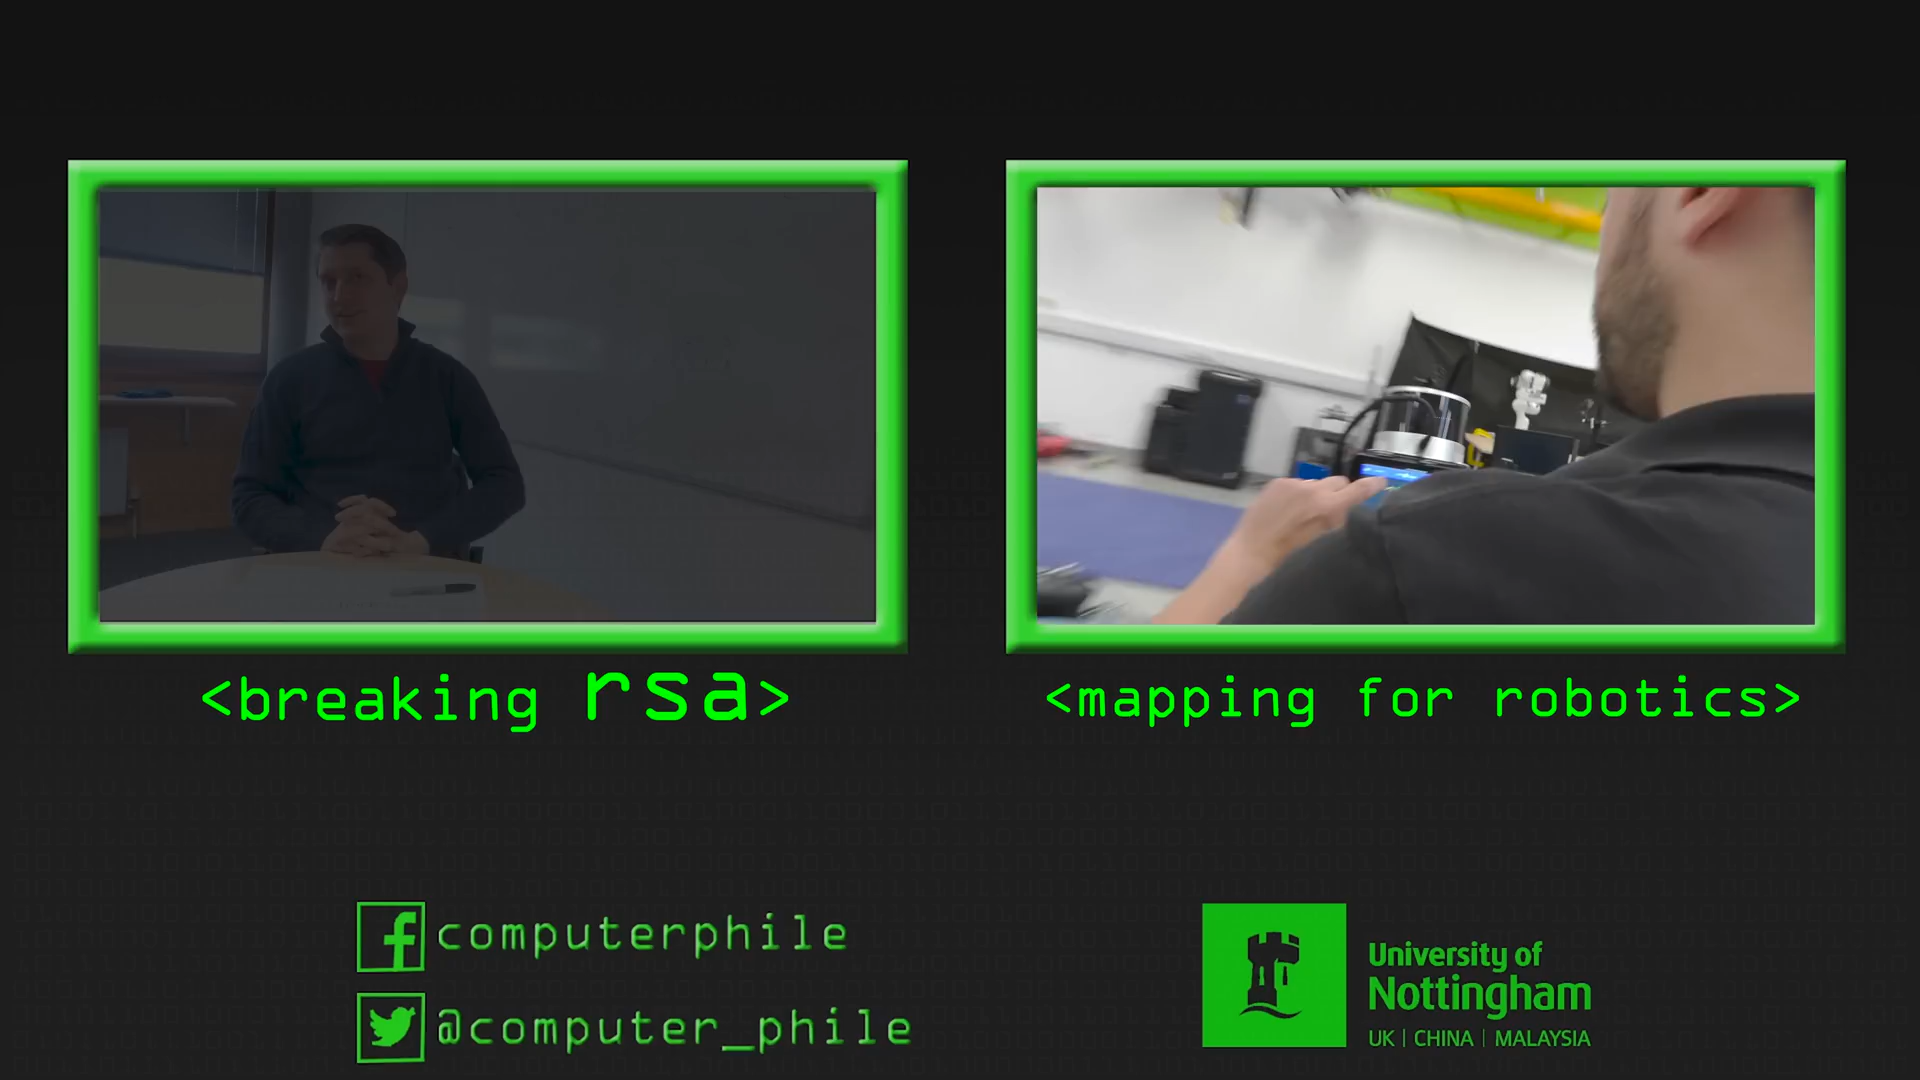 <breaking rsa>
<mapping for robotics>
computerphile
@computer_phile
University of
Nottingham
UK | CHINA | MALAYSIA